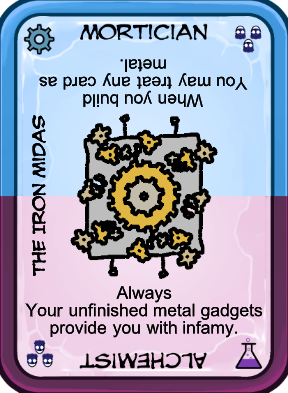 MORTICIAN
When you build
You may treat any card as
metal.
THE IRON MIDAS
Always
Your unfinished metal gadgets
provide you with infamy.
ALCHEMIST